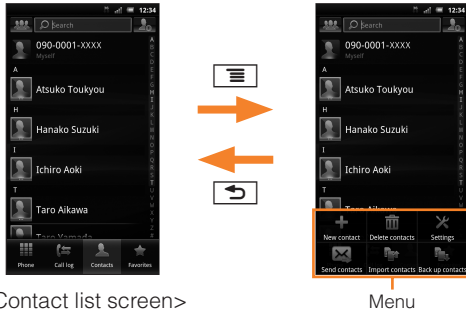 12:34
Search
090-0001-XXXX
Myself
A
Atsuko Toukyou
H
Hanako Suzuki
I
Ichiro Aoki
T
Taro Aikawa
Taro Yamada
Phone Call log Contacts Favorites
A
B
C
D
E
F
G
H
I
J
K
L
M
N
O
P
Q
R
S
T
U
V
W
X
Y
Z
Contact list screen>
12:34
Search
090-0001-XXXX
Myself
A
Atsuko Toukyou
H
Hanako Suzuki
I
Ichiro Aoki
T
Taro Aikawa
A
B
C
D
E
F
G
H
I
J
K
L
M
N
O
P
Q
R
S
T
New contact Delete contacts Settings
Send contacts Import contacts Back up contacts
Menu